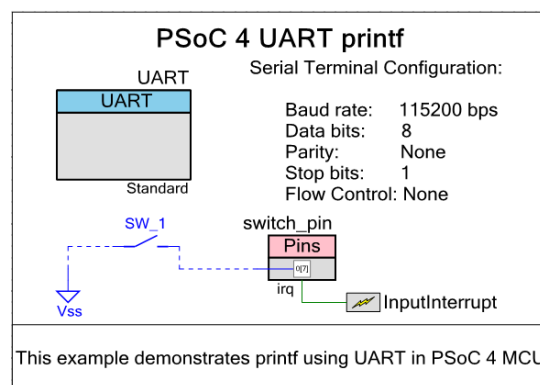 PSoC 4 UART printf
UART
UART
Standard
Serial Terminal Configuration:
Baud rate: 115200 bps
Data bits: 8
Parity: None
Stop bits: 1
Flow Control: None
SW_1
Vss
switch_pin
Pins
0[7]
irq
InputInterrupt
This example demonstrates printf using UART in PSoC 4 MCU